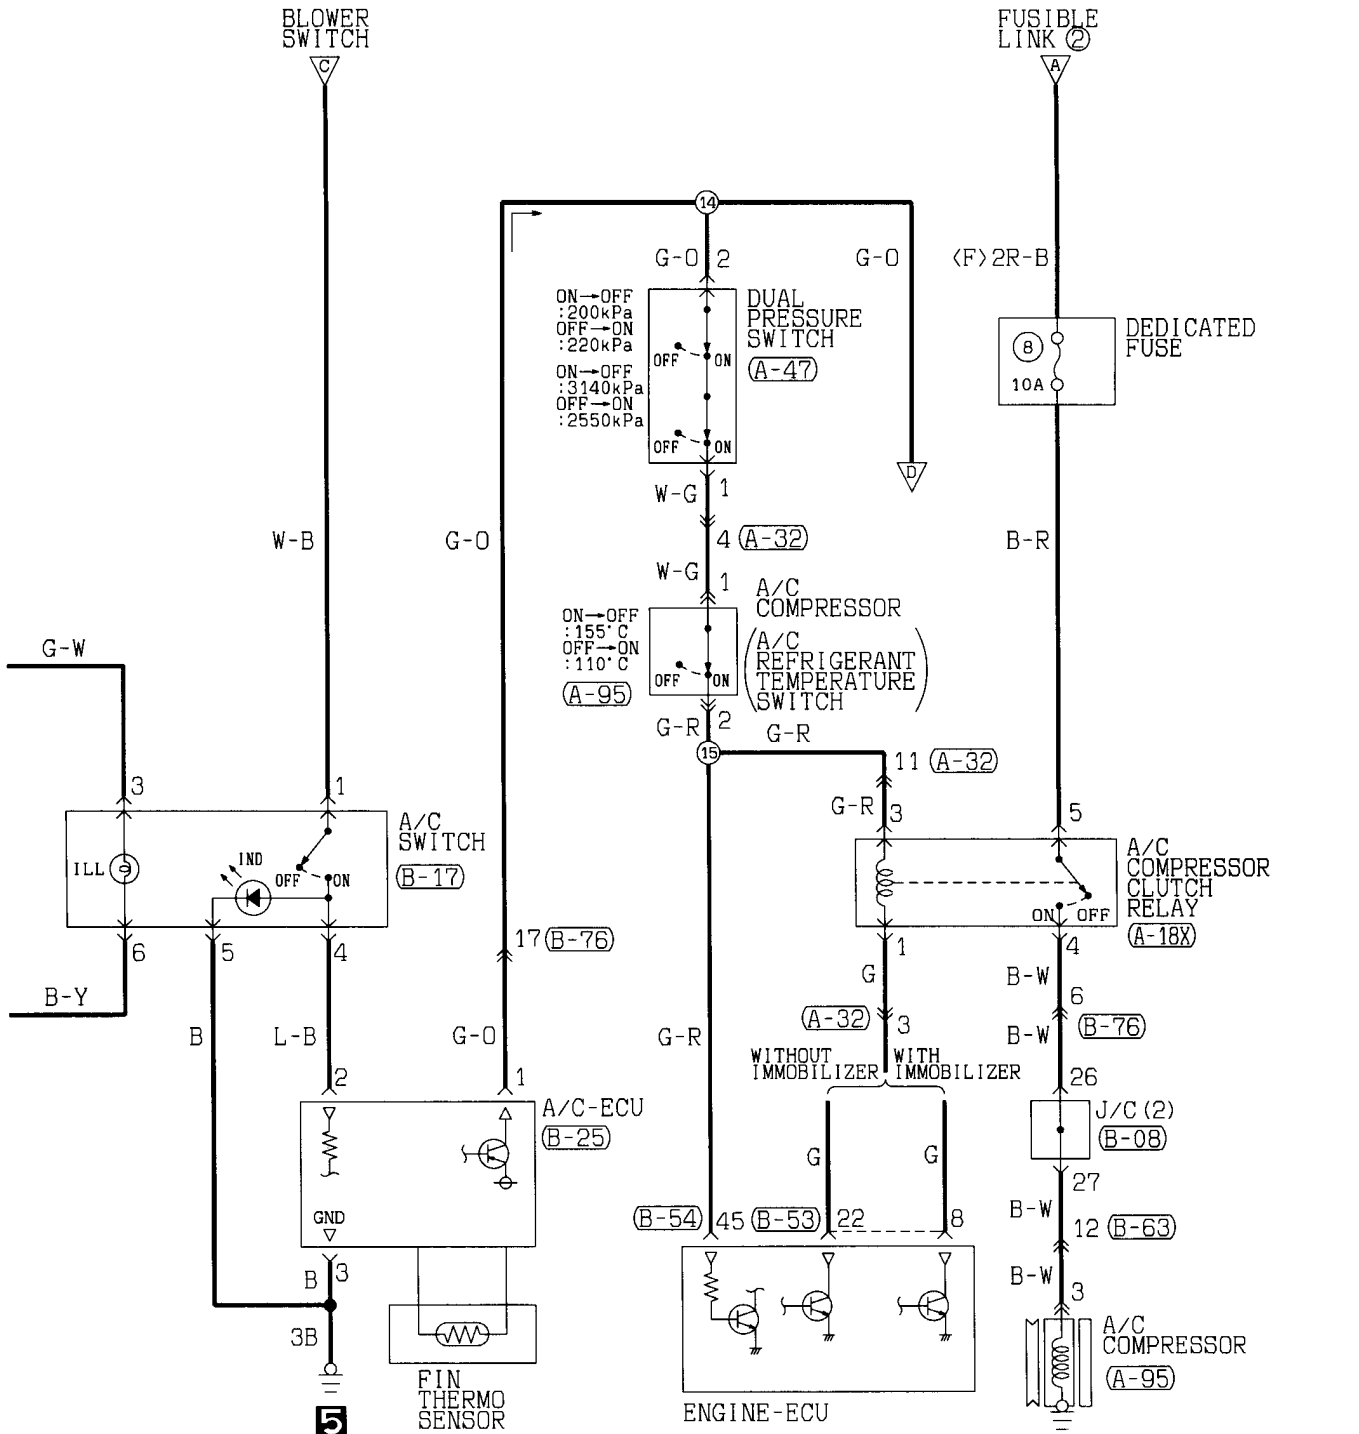 BLOWER
SWITCH
C
FUSIBLE
LINK ②
A
14
G-O 2
G-O
<F>2R-B
ON→OFF
:200kPa
OFF→ON
:220kPa
ON→OFF
:3140kPa
OFF→ON
:2550kPa
OFF ON
OFF ON
DUAL
PRESSURE
SWITCH
A-47
8
10A
DEDICATED
FUSE
D
W-G 1
W-B
G-O
4 A-32
B-R
W-G 1
A/C
COMPRESSOR
(A/C
REFRIGERANT
TEMPERATURE
SWITCH)
ON→OFF
:155°C
OFF→ON
:110°C
OFF ON
A-95
G-W
G-R 2
G-R
15
11 A-32
G-R 3
5
3
1
A/C
SWITCH
B-17
ILL
IND
OFF ON
A/C
COMPRESSOR
CLUTCH
RELAY
A-18X
ON OFF
6
5
4
17 B-76
1
4
G
B-W
B-Y
6
A-32 3
B-76
B
L-B
G-O
G-R
B-W
WITHOUT
IMMOBILIZER
WITH
IMMOBILIZER
2
1
26
A/C-ECU
B-25
J/C(2)
B-08
G
G
27
GND
B-54 45
B-53 22
8
B-W
12 B-63
B 3
B-W
3
3B
A/C
COMPRESSOR
A-95
5
FIN
THERMO
SENSOR
ENGINE-ECU